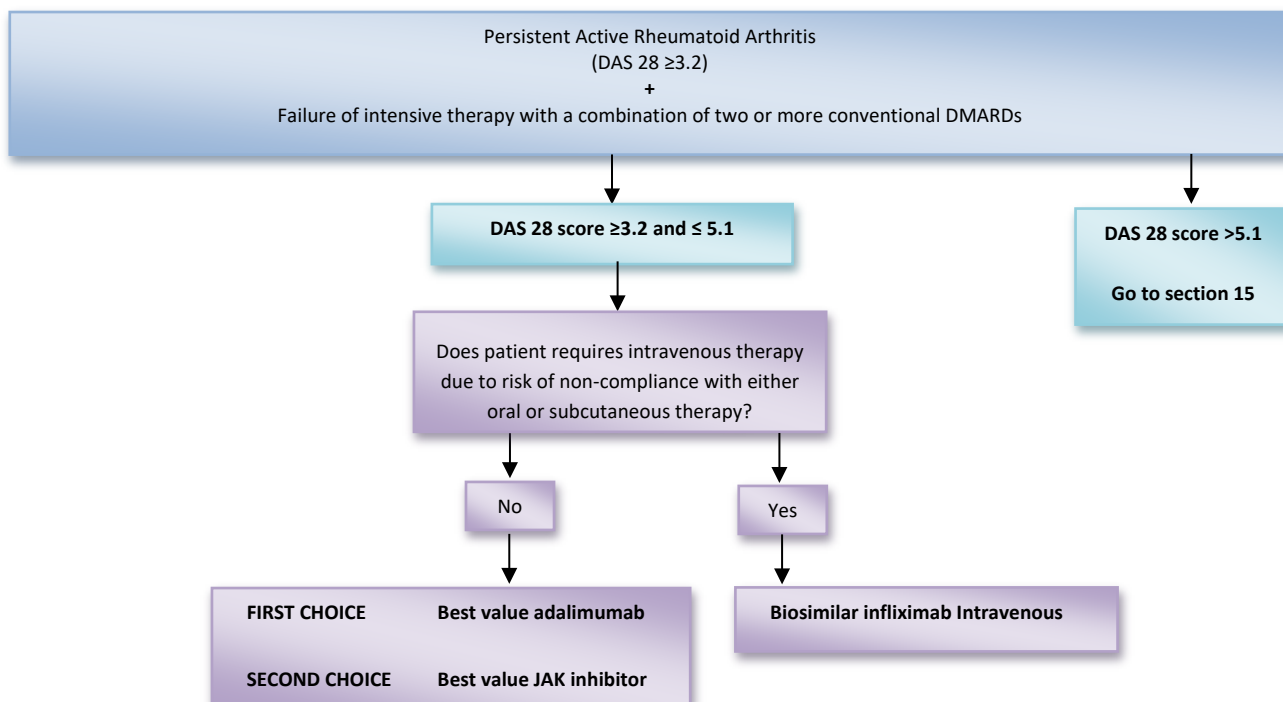 Persistent Active Rheumatoid Arthritis
(DAS 28 ≥3.2)
+
Failure of intensive therapy with a combination of two or more conventional DMARDs
DAS 28 score ≥3.2 and ≤ 5.1
DAS 28 score >5.1
Go to section 15
Does patient requires intravenous therapy
due to risk of non-compliance with either
oral or subcutaneous therapy?
No
Yes
FIRST CHOICE Best value adalimumab
SECOND CHOICE Best value JAK inhibitor
Biosimilar infliximab Intravenous